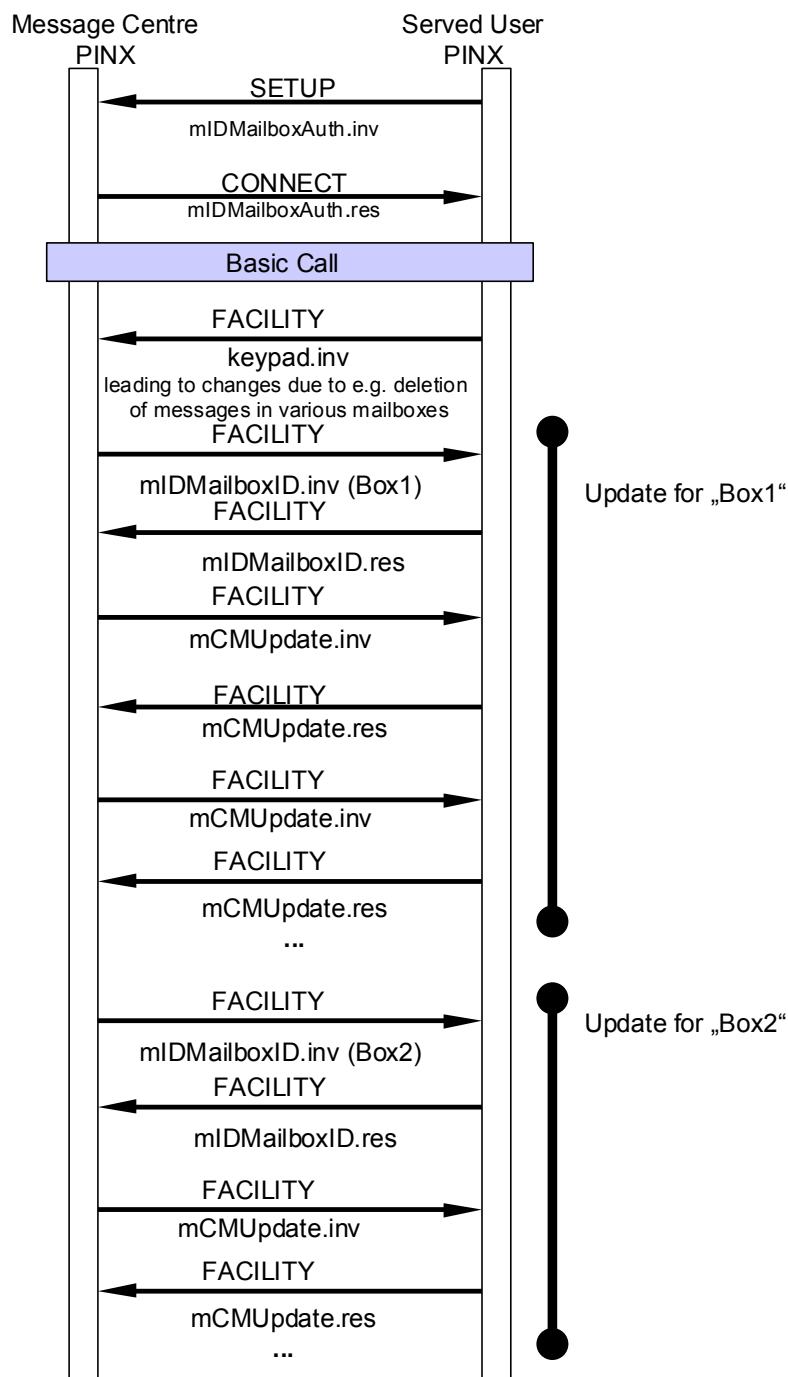 Message Centre
PINX
Served User
PINX
SETUP
mIDMailboxAuth.inv
CONNECT
mIDMailboxAuth.res
Basic Call
FACILITY
keypad.inv
leading to changes due to e.g. deletion
of messages in various mailboxes
FACILITY
mIDMailboxID.inv (Box1)
Update for „Box1“
FACILITY
mIDMailboxID.res
FACILITY
mCMUpdate.inv
FACILITY
mCMUpdate.res
FACILITY
mCMUpdate.inv
FACILITY
mCMUpdate.res
...
FACILITY
Update for „Box2“
mIDMailboxID.inv (Box2)
FACILITY
mIDMailboxID.res
FACILITY
mCMUpdate.inv
FACILITY
mCMUpdate.res
...